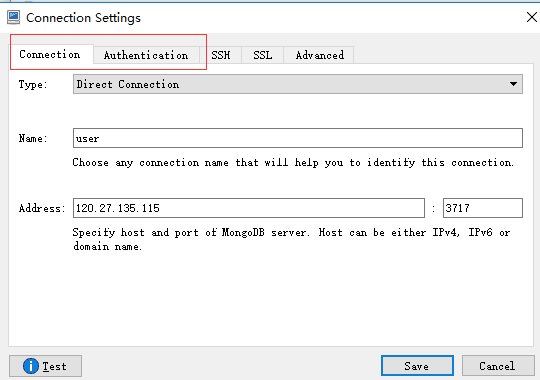 Connection Settings
Connection Authentication SSH SSL Advanced
Type: Direct Connection
Name: user
Choose any connection name that will help you to identify this connection.
Address: 120.27.135.115 : 3717
Specify host and port of MongoDB server. Host can be either IPv4, IPv6 or
domain name.
Test Save Cancel